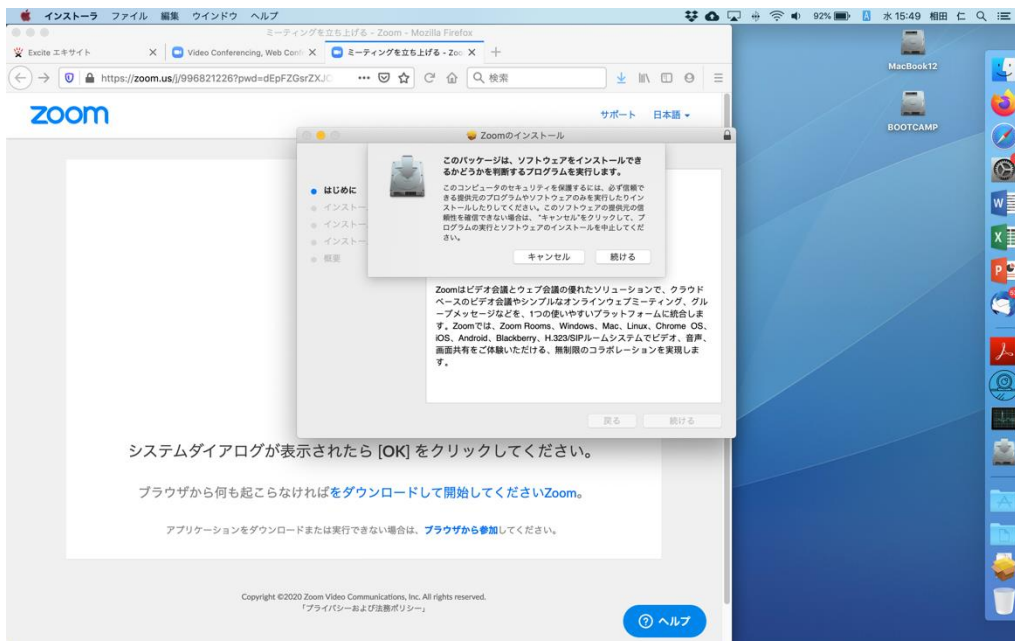 インストーラ ファイル 編集 ウインドウ ヘルプ
92% 水15:49 相田 仁
ミーティングを立ち上げる - Zoom - Mozilla Firefox
Excite エキサイト
Video Conferencing, Web Conf
ミーティングを立ち上げる - Zoo
https://zoom.us/j/996821226?pwd=dEpFZGsrZXJC
検索
zoom
サポート 日本語
MacBook12
BOOTCAMP
Zoomのインストール
はじめに
インストー
インストー
インストー
概要
このパッケージは、ソフトウェアをインストールでき
るかどうかを判断するプログラムを実行します。
このコンピュータのセキュリティを保護するには、必ず信頼で
きる提供元のプログラムやソフトウェアのみを実行したりイン
ストールしたりしてください。このソフトウェアの提供元の信
頼性を確信できない場合は、“キャンセル”をクリックして、プ
ログラムの実行とソフトウェアのインストールを中止してくだ
さい。
キャンセル 続ける
Zoomはビデオ会議とウェブ会議の優れたソリューションで、クラウド
ベースのビデオ会議やシンプルなオンラインウェブミーティング、グル
ープメッセージなどを、1つの使いやすいプラットフォームに統合しま
す。Zoomでは、Zoom Rooms、Windows、Mac、Linux、Chrome OS、
iOS、Android、Blackberry、H.323/SIPルームシステムでビデオ、音声、
画面共有をご体験いただける、無制限のコラボレーションを実現しま
す。
戻る 続ける
システムダイアログが表示されたら [OK] をクリックしてください。
ブラウザから何も起こらなければをダウンロードして開始してくださいZoom。
アプリケーションをダウンロードまたは実行できない場合は、ブラウザから参加してください。
Copyright ©2020 Zoom Video Communications, Inc. All rights reserved.
「プライバシーおよび法務ポリシー」
ヘルプ